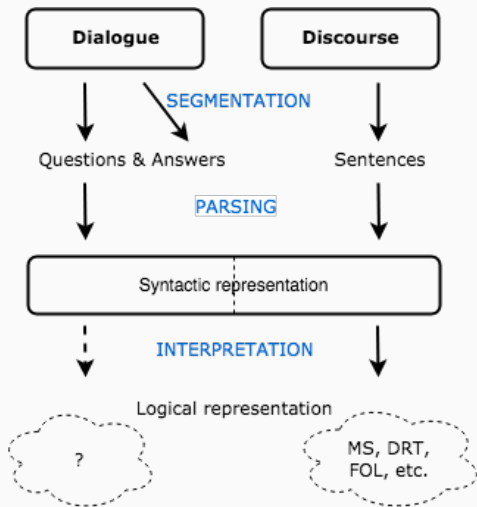 Dialogue
Discourse
SEGMENTATION
Questions & Answers
Sentences
PARSING
Syntactic representation
INTERPRETATION
Logical representation
?
MS, DRT,
FOL, etc.